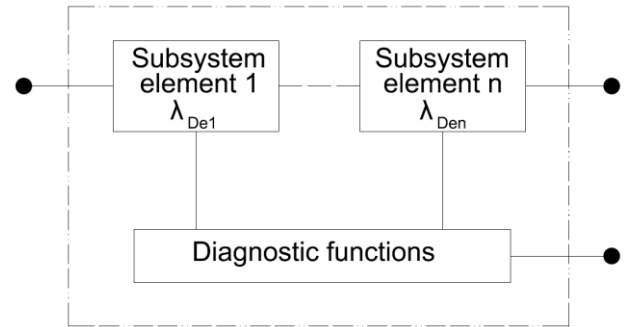 Subsystem
element 1
λDe1
Subsystem
element n
λDen
Diagnostic functions